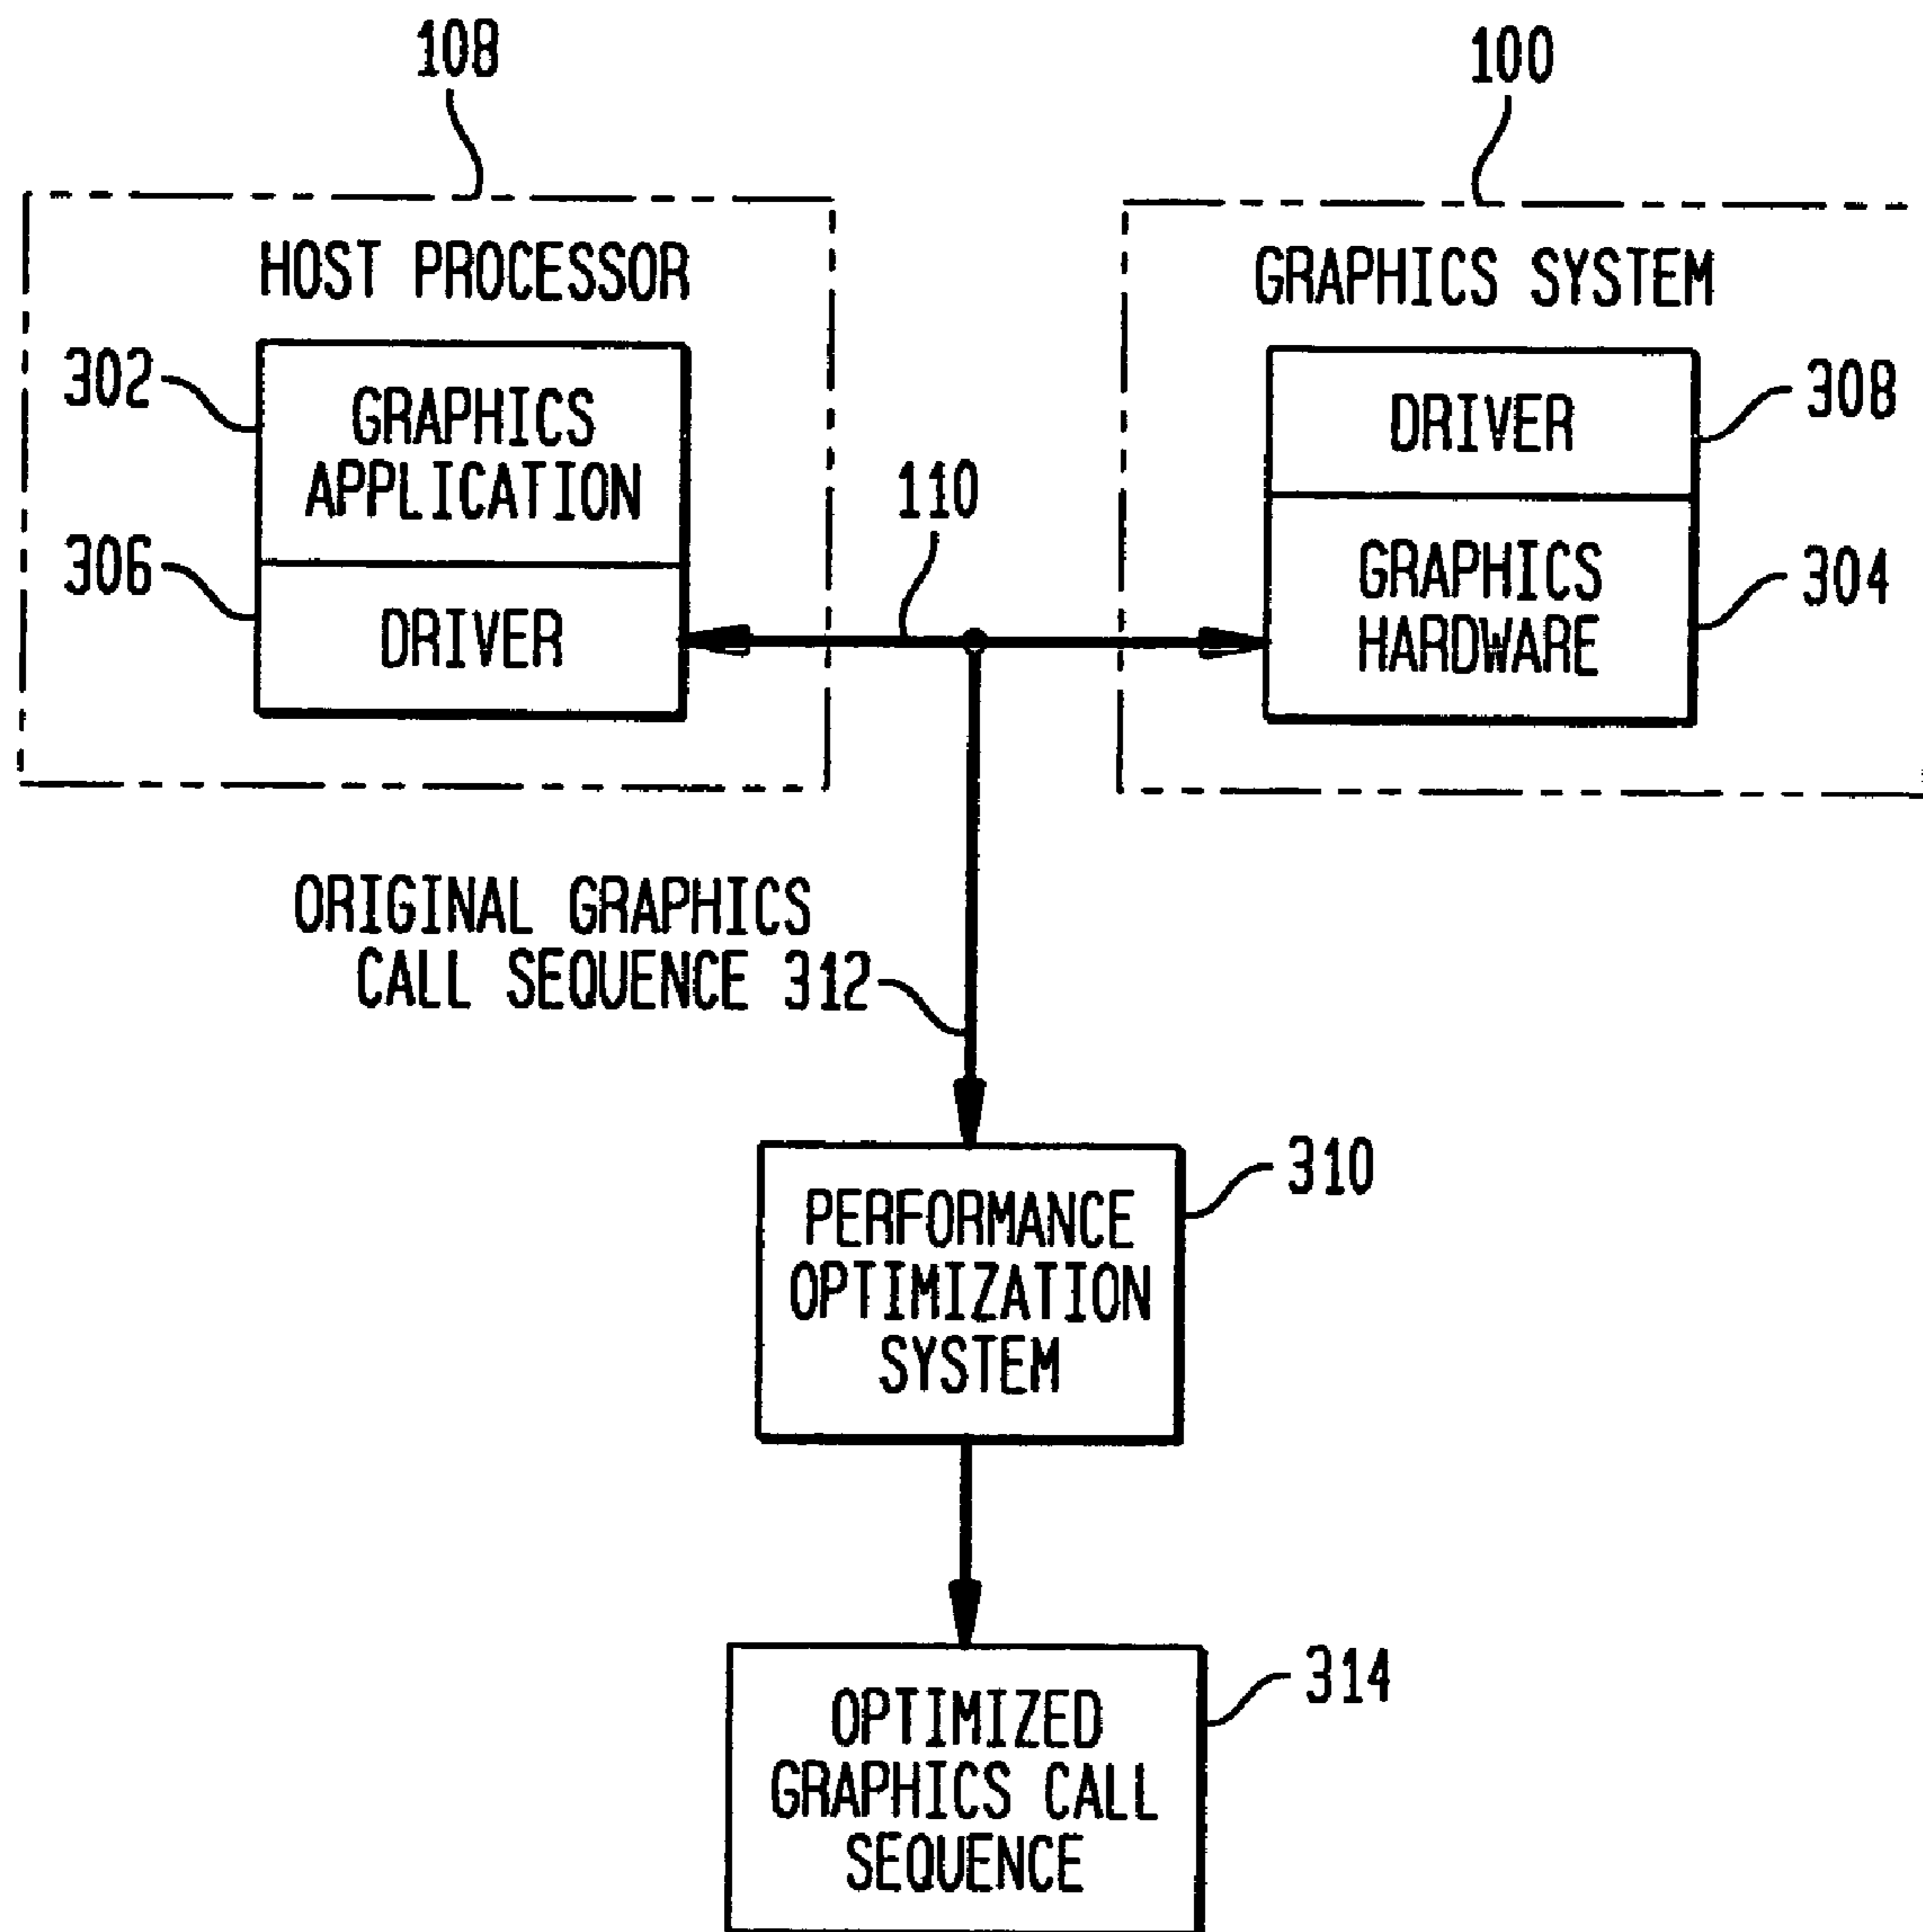 108
100
HOST PROCESSOR
GRAPHICS SYSTEM
302
GRAPHICS
APPLICATION
306
DRIVER
110
DRIVER
308
GRAPHICS
HARDWARE
304
ORIGINAL GRAPHICS
CALL SEQUENCE 312
PERFORMANCE
OPTIMIZATION
SYSTEM
310
OPTIMIZED
GRAPHICS CALL
SEQUENCE
314